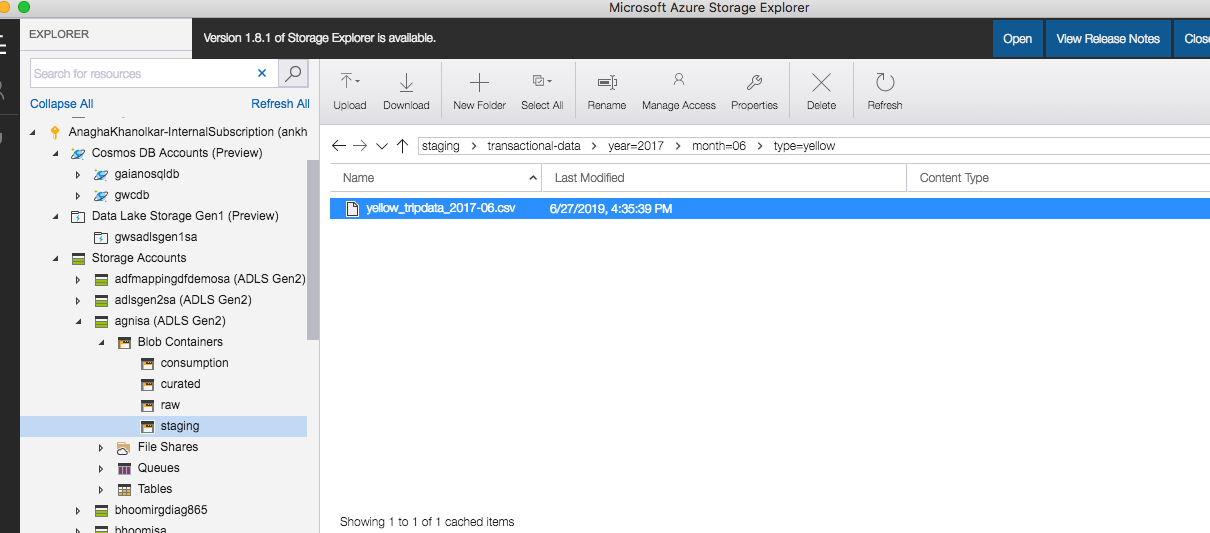 Microsoft Azure Storage Explorer
EXPLORER
Version 1.8.1 of Storage Explorer is available.
Open
View Release Notes
Search for resources
Collapse All
Refresh All
AnaghaKhanolkar-InternalSubscription (ankh
Cosmos DB Accounts (Preview)
gaianosqldb
gwcdb
Data Lake Storage Gen1 (Preview)
gwsadlsgen1sa
Storage Accounts
adfmappingdfdemosa (ADLS Gen2)
adlsgen2sa (ADLS Gen2)
agnisa (ADLS Gen2)
Blob Containers
consumption
curated
raw
staging
File Shares
Queues
Tables
bhoomirgdiag865
bhoomisa
Upload
Download
New Folder
Select All
Rename
Manage Access
Properties
Delete
Refresh
staging transactional-data year=2017 month=06 type=yellow
Name Last Modified Content Type
yellow_tripdata_2017-06.csv 6/27/2019, 4:35:39 PM
Showing 1 to 1 of 1 cached items